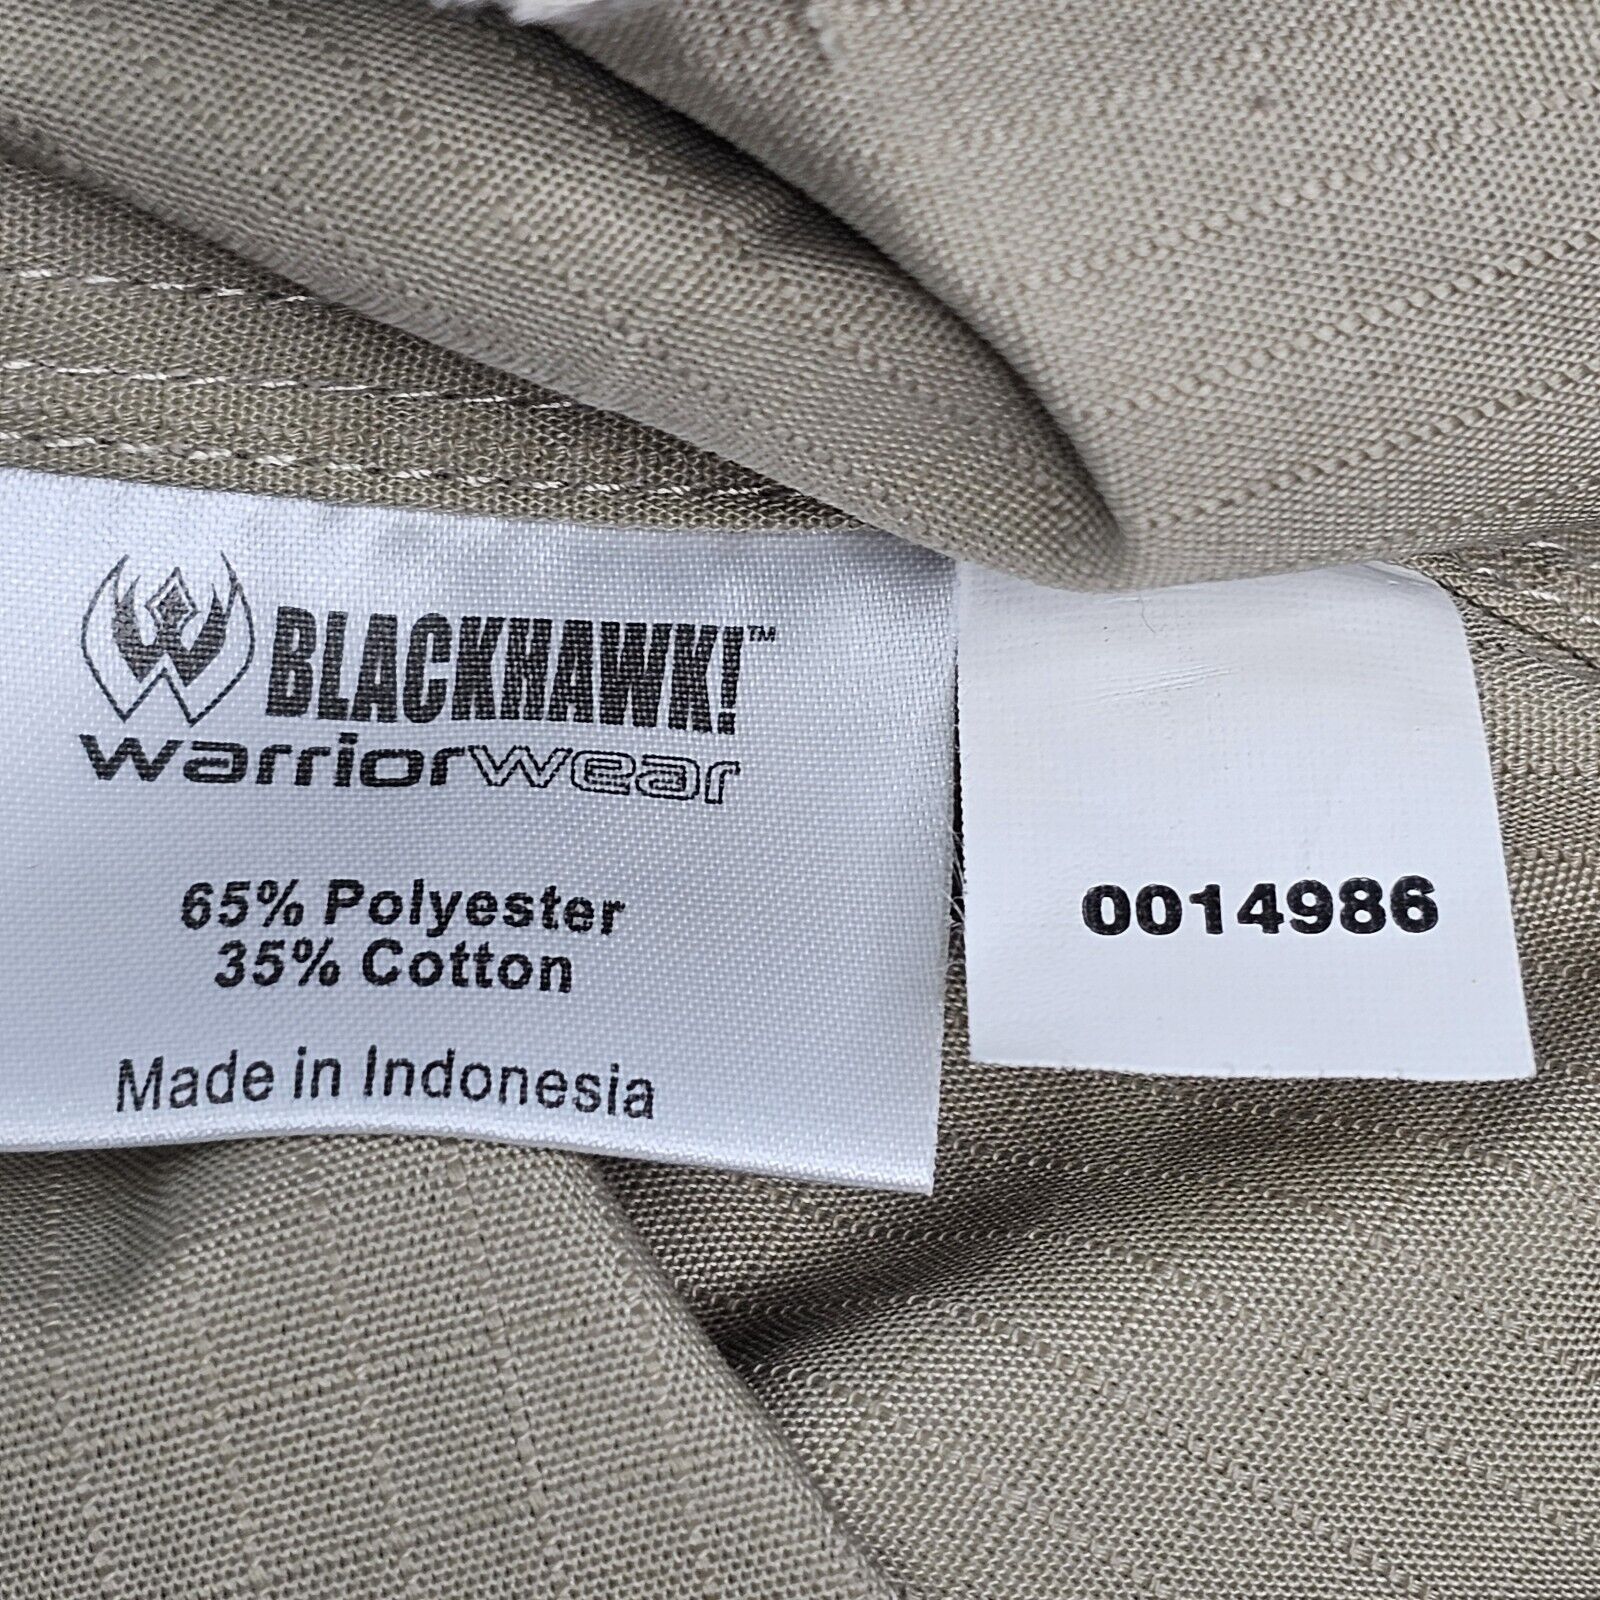 BLACKHAWK!™
warriorwear
65% Polyester
35% Cotton
Made in Indonesia
0014986